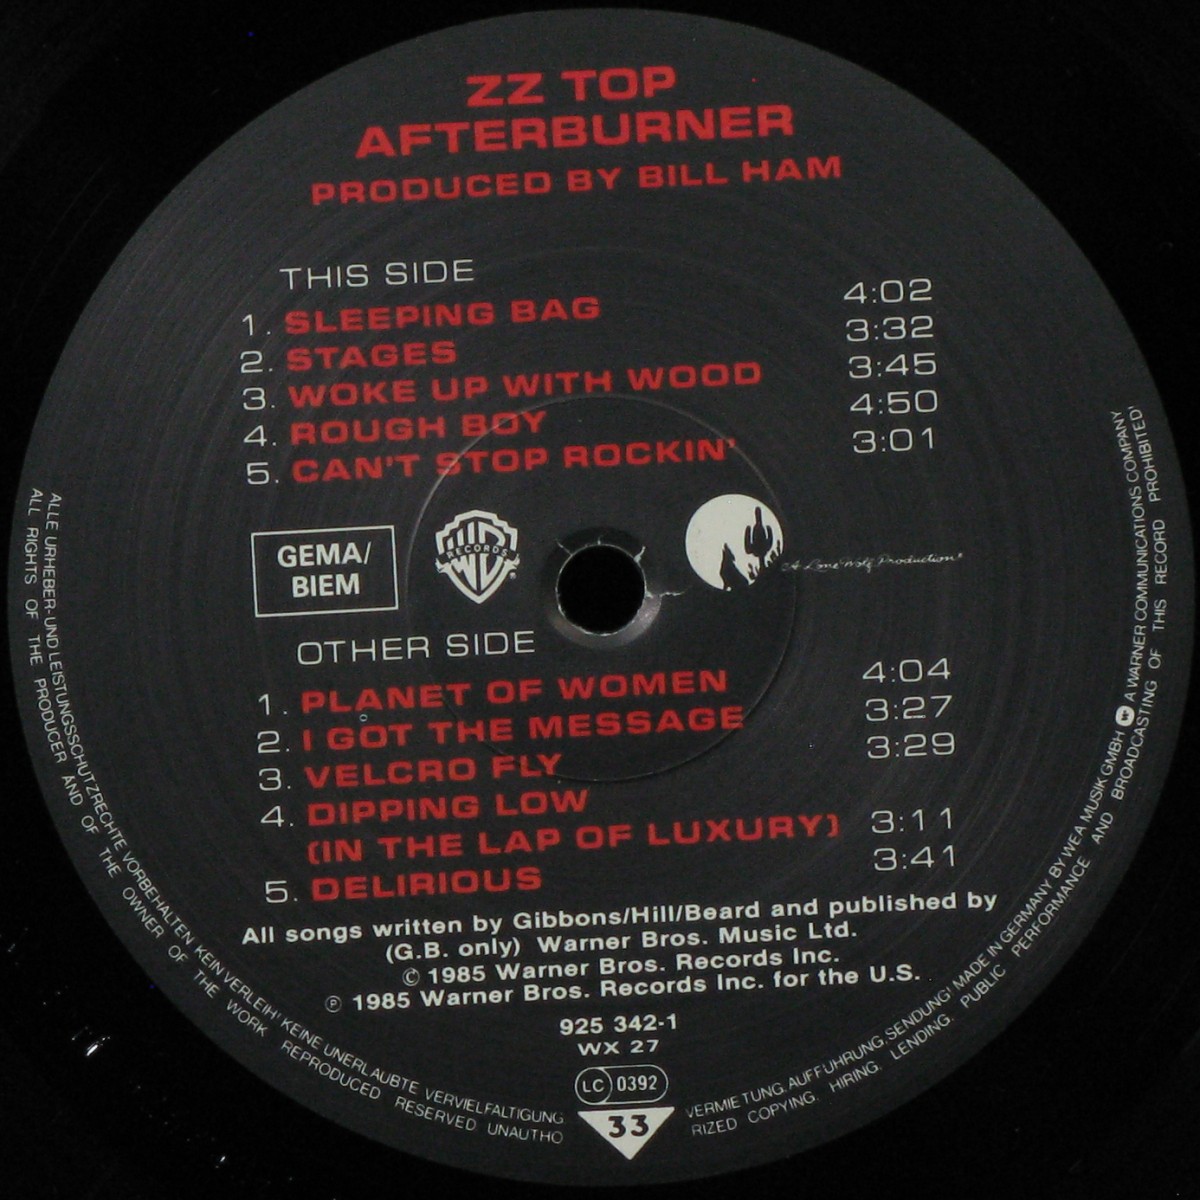 ZZ TOP
AFTERBURNER
PRODUCED BY BILL HAM
THIS SIDE
1. SLEEPING BAG 4:02
2. STAGES 3:32
3. WOKE UP WITH WOOD 3:45
4. ROUGH BOY 4:50
5. CAN'T STOP ROCKIN' 3:01
GEMA/
BIEM
WB
RECORDS
®
A Lone Wolf Production
OTHER SIDE
1. PLANET OF WOMEN 4:04
2. I GOT THE MESSAGE 3:27
3. VELCRO FLY 3:29
4. DIPPING LOW
(IN THE LAP OF LUXURY) 3:11
5. DELIRIOUS 3:41
All songs written by Gibbons/Hill/Beard and published by
(G.B. only) Warner Bros. Music Ltd.
© 1985 Warner Bros. Records Inc.
℗ 1985 Warner Bros. Records Inc. for the U.S.
925 342-1
WX 27
LC 0392
33
ALLE URHEBER-UND LEISTUNGSSCHUTZRECHTE VORBEHALTEN KEIN VERLEIH! KEINE UNERLAUBTE VERVIELFALTIGUNG VERMIETUNG, AUFFUHRUNG, SENDUNG! MADE IN GERMANY BY WEA MUSIK GMBH W A WARNER COMMUNICATIONS COMPANY
ALL RIGHTS OF THE PRODUCER AND OF THE OWNER OF THE WORK REPRODUCED RESERVED UNAUTHORIZED COPYING. HIRING. LENDING. PUBLIC PERFORMANCE AND BROADCASTING OF THIS RECORD PROHIBITED!